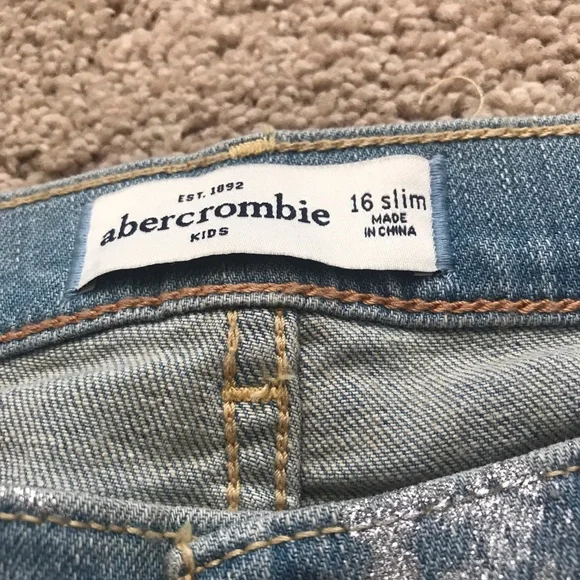 EST. 1892
abercrombie
KIDS
16 slim
MADE
IN CHINA